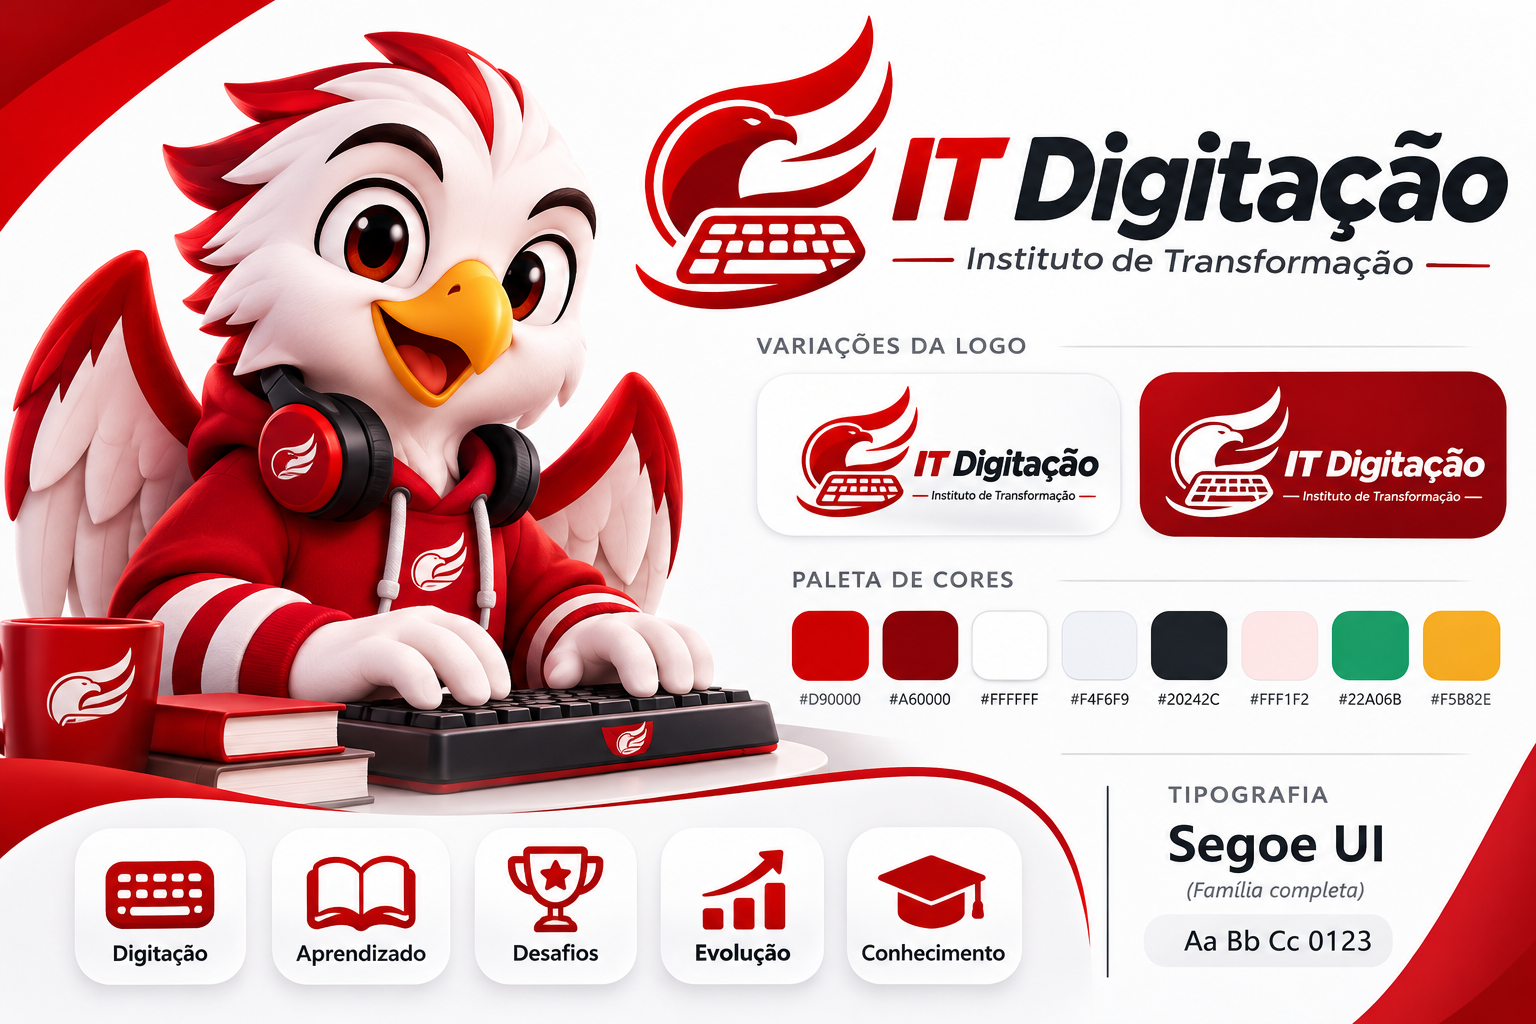 IT Digitação
Instituto de Transformação
VARIAÇÕES DA LOGO
IT Digitação
Instituto de Transformação
IT Digitação
Instituto de Transformação
PALETA DE CORES
#D90000 #A60000 #FFFFFF #F4F6F9 #20242C #FFF1F2 #22A06B #F5B82E
TIPOGRAFIA
Segoe UI
(Família completa)
Aa Bb Cc 0123
Digitação
Aprendizado
Desafios
Evolução
Conhecimento